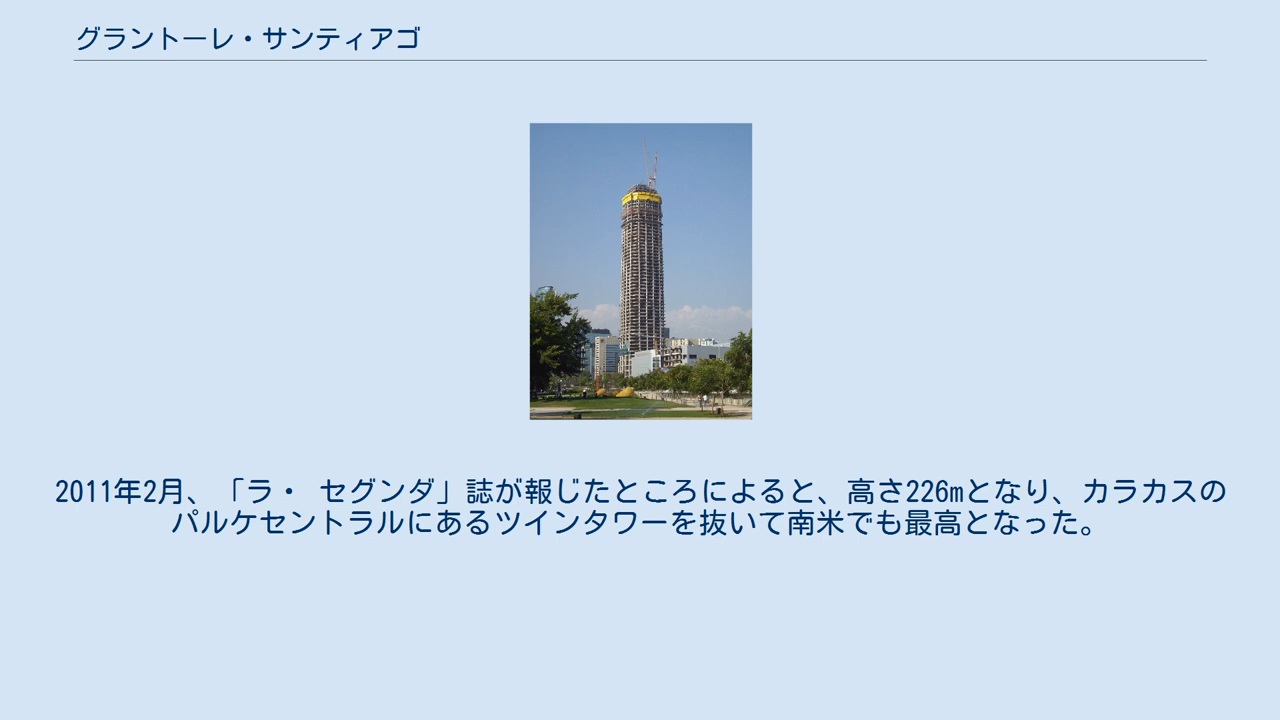 グラントーレ・サンティアゴ
2011年2月、「ラ・ セグンダ」誌が報じたところによると、高さ226mとなり、カラカスの
パルケセントラルにあるツインタワーを抜いて南米でも最高となった。